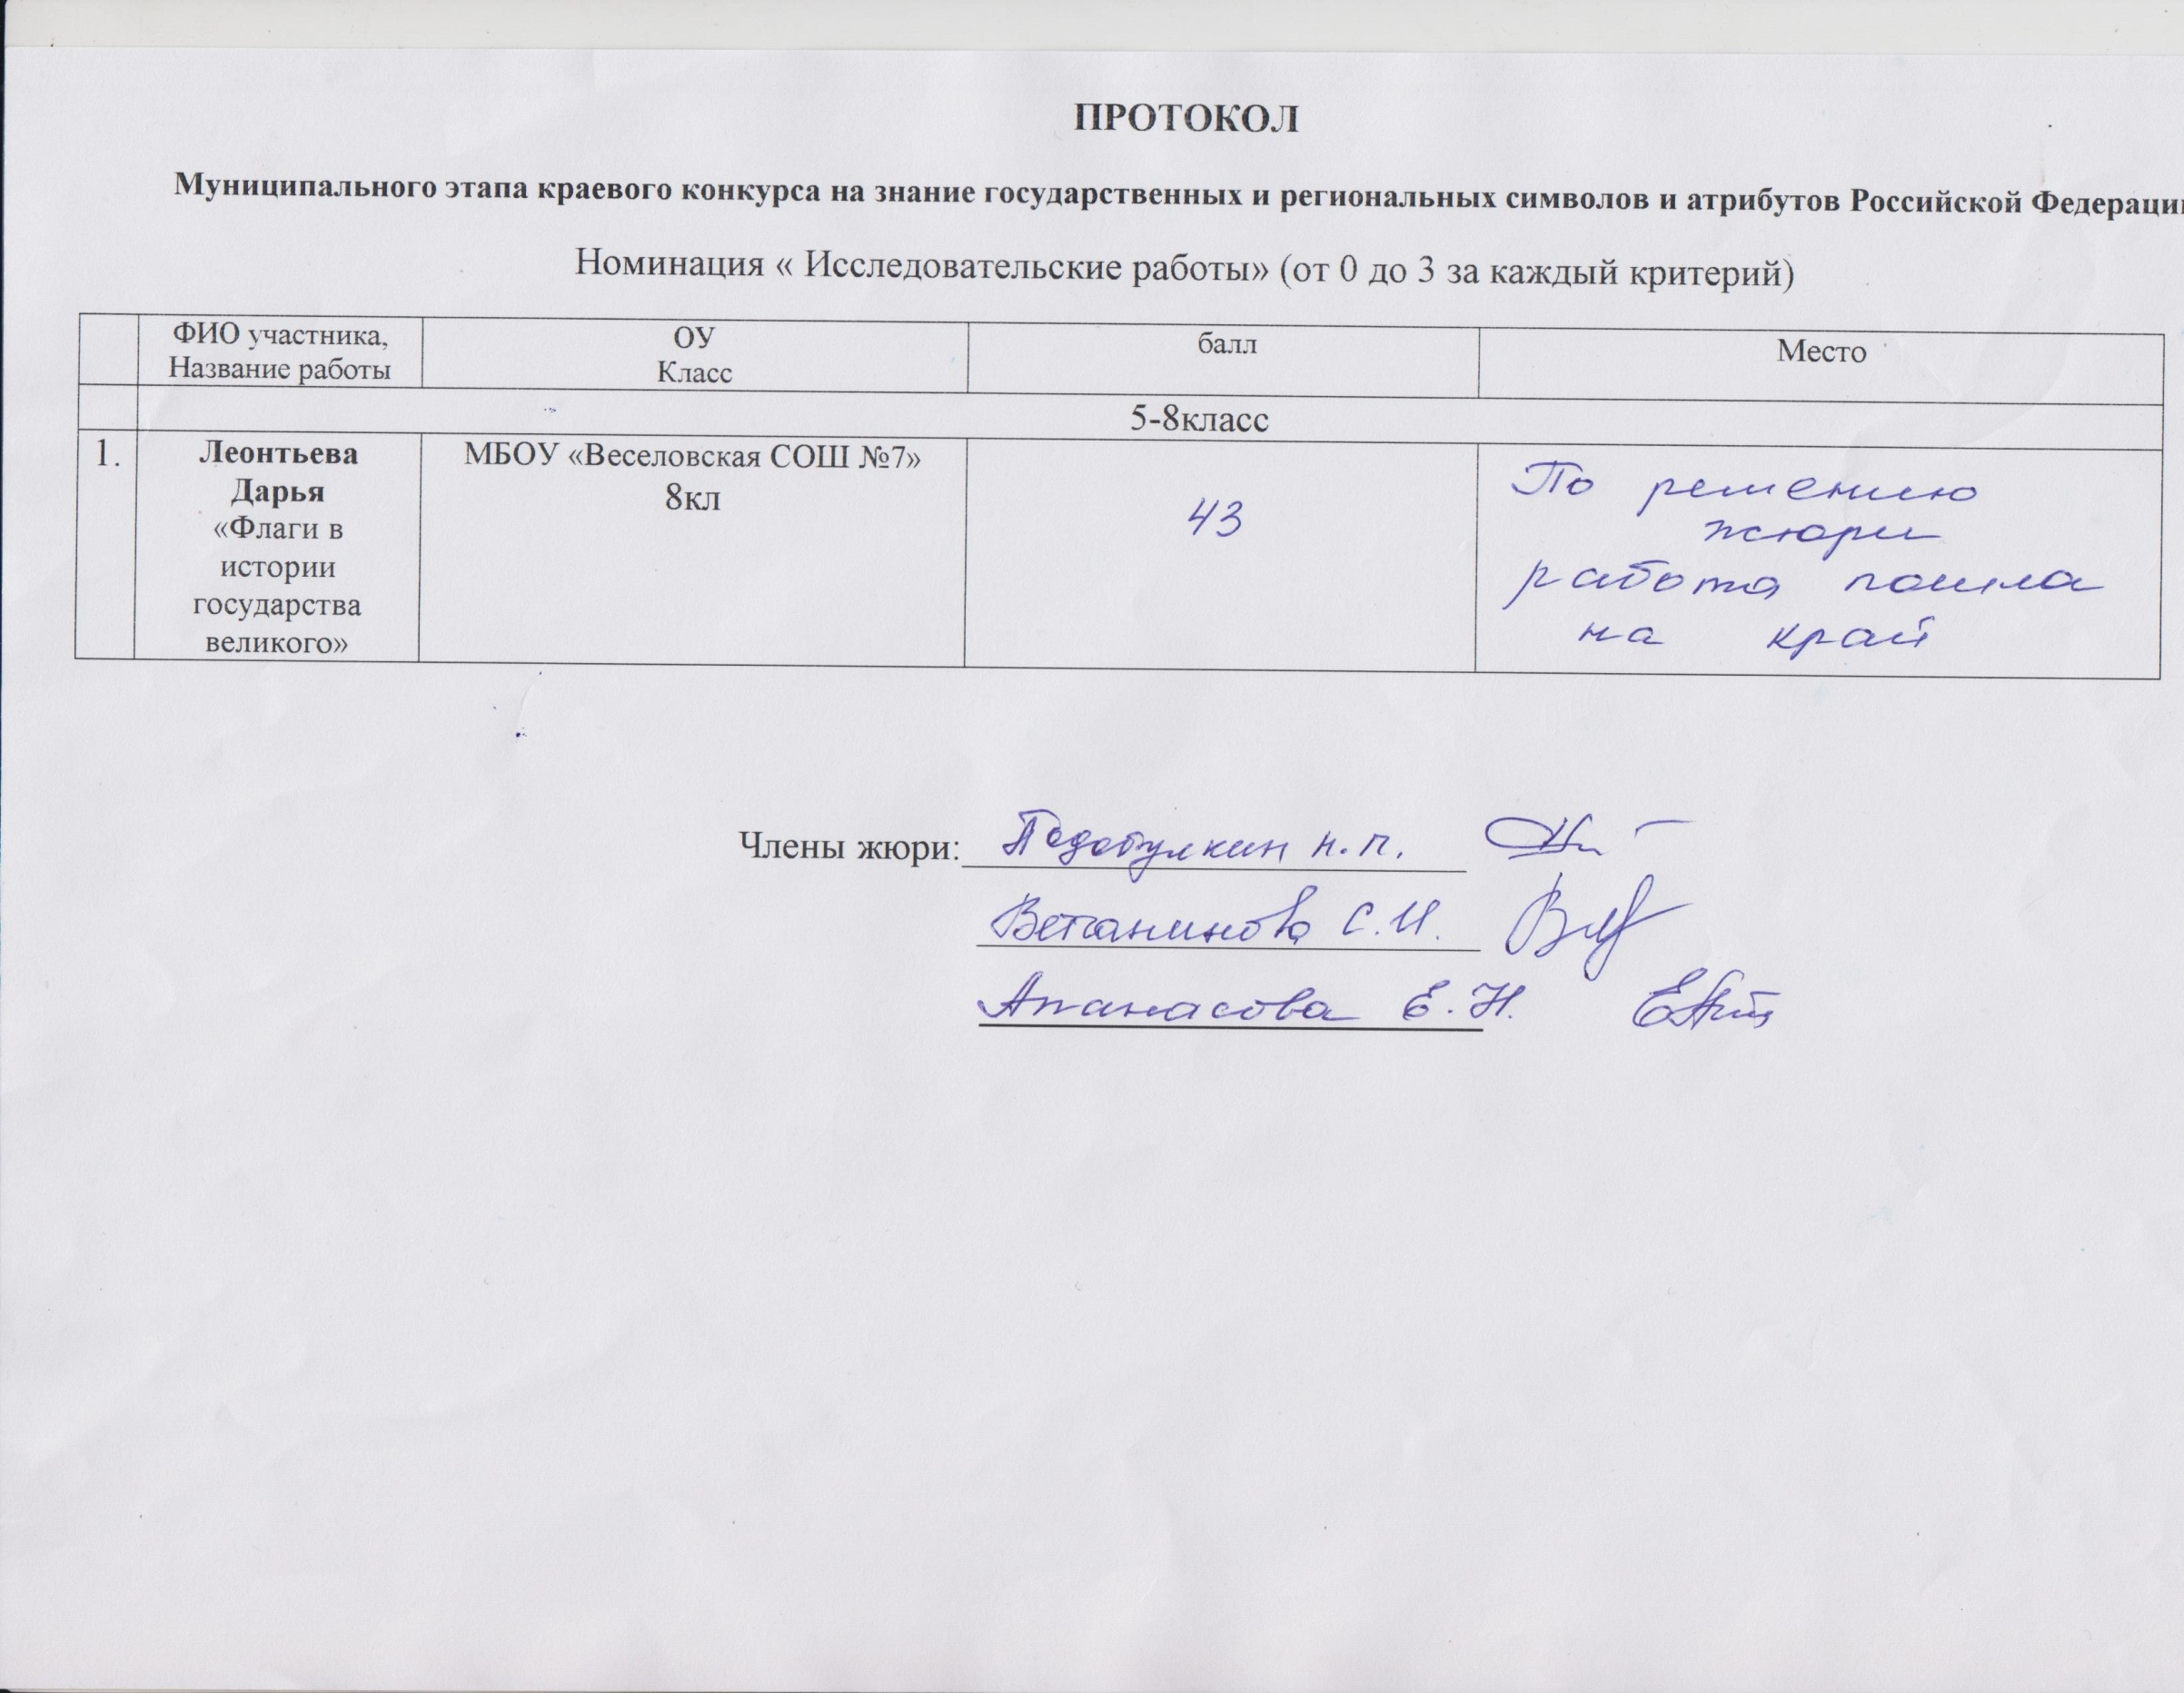 ПРОТОКОЛ
Муниципального этапа краевого конкурса на знание государственных и региональных символов и атрибутов Российской Федераци
Номинация « Исследовательские работы» (от 0 до 3 за каждый критерий)
ФИО участника,
Название работы
ОУ
Класс
балл
Место
5-8класс
1.
Леонтьева
Дарья
«Флаги в
истории
государства
великого»
МБОУ «Веселовская СОШ №7»
8кл
43
По решению
жюри
работа пошла
на край
Члены жюри: Н.П.
С.И.
Апанасова Е.Н.